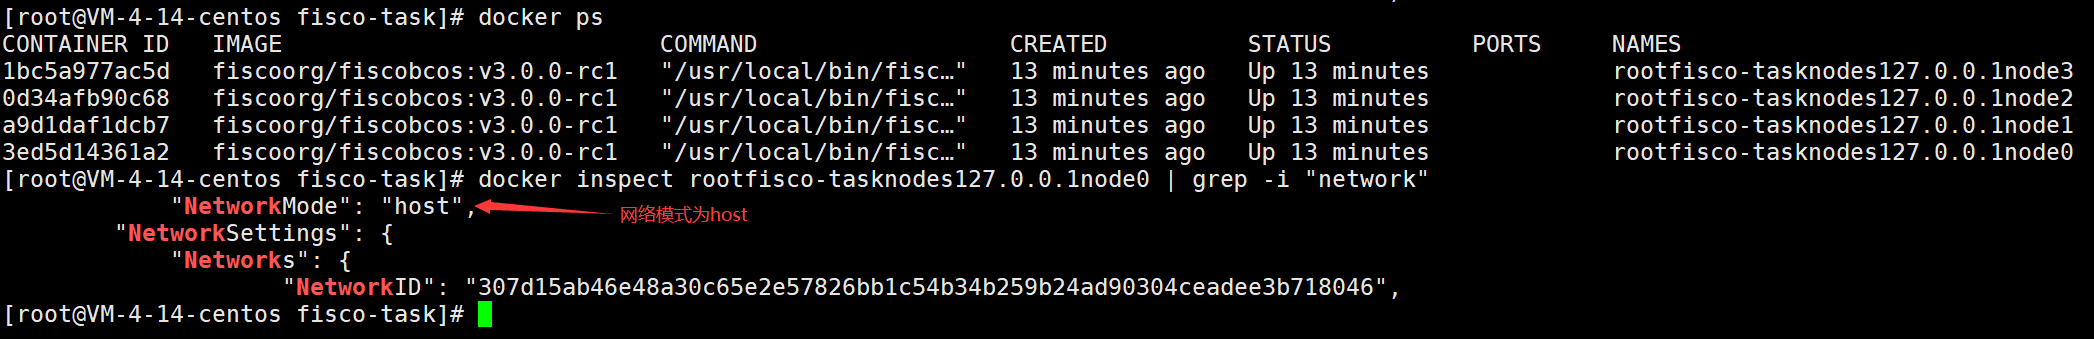 [root@VM-4-14-centos fisco-task]# docker ps
CONTAINER ID   IMAGE                           COMMAND                  CREATED          STATUS          PORTS     NAMES
1bc5a977ac5d   fiscoorg/fiscobcos:v3.0.0-rc1   "/usr/local/bin/fisc…"   13 minutes ago   Up 13 minutes             rootfisco-tasknodes127.0.0.1node3
0d34afb90c68   fiscoorg/fiscobcos:v3.0.0-rc1   "/usr/local/bin/fisc…"   13 minutes ago   Up 13 minutes             rootfisco-tasknodes127.0.0.1node2
a9d1daf1dcb7   fiscoorg/fiscobcos:v3.0.0-rc1   "/usr/local/bin/fisc…"   13 minutes ago   Up 13 minutes             rootfisco-tasknodes127.0.0.1node1
3ed5d14361a2   fiscoorg/fiscobcos:v3.0.0-rc1   "/usr/local/bin/fisc…"   13 minutes ago   Up 13 minutes             rootfisco-tasknodes127.0.0.1node0
[root@VM-4-14-centos fisco-task]# docker inspect rootfisco-tasknodes127.0.0.1node0 | grep -i "network"
            "NetworkMode": "host", 网络模式为host
        "NetworkSettings": {
            "Networks": {
                    "NetworkID": "307d15ab46e48a30c65e2e57826bb1c54b34b259b24ad90304ceadee3b718046",
[root@VM-4-14-centos fisco-task]#